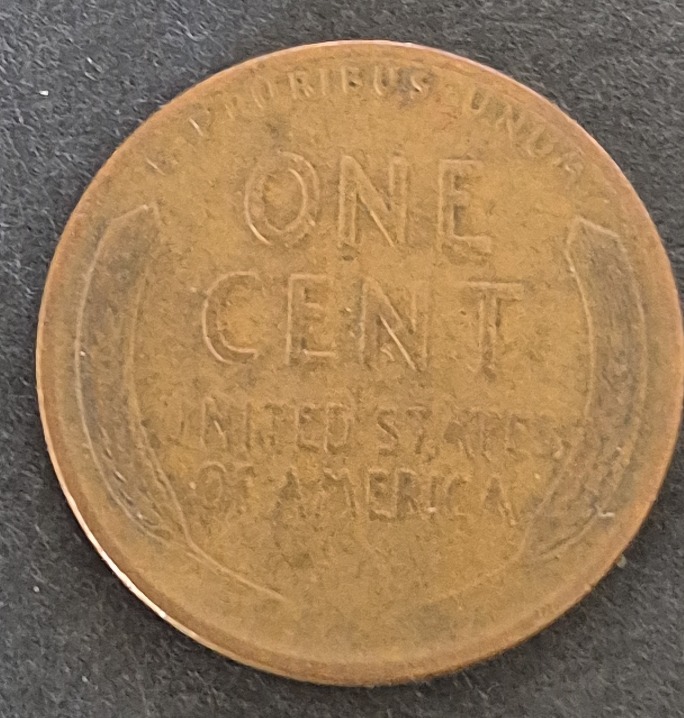 E·PLURIBUS·UNUM
ONE
CENT
UNITED STATES
OF AMERICA